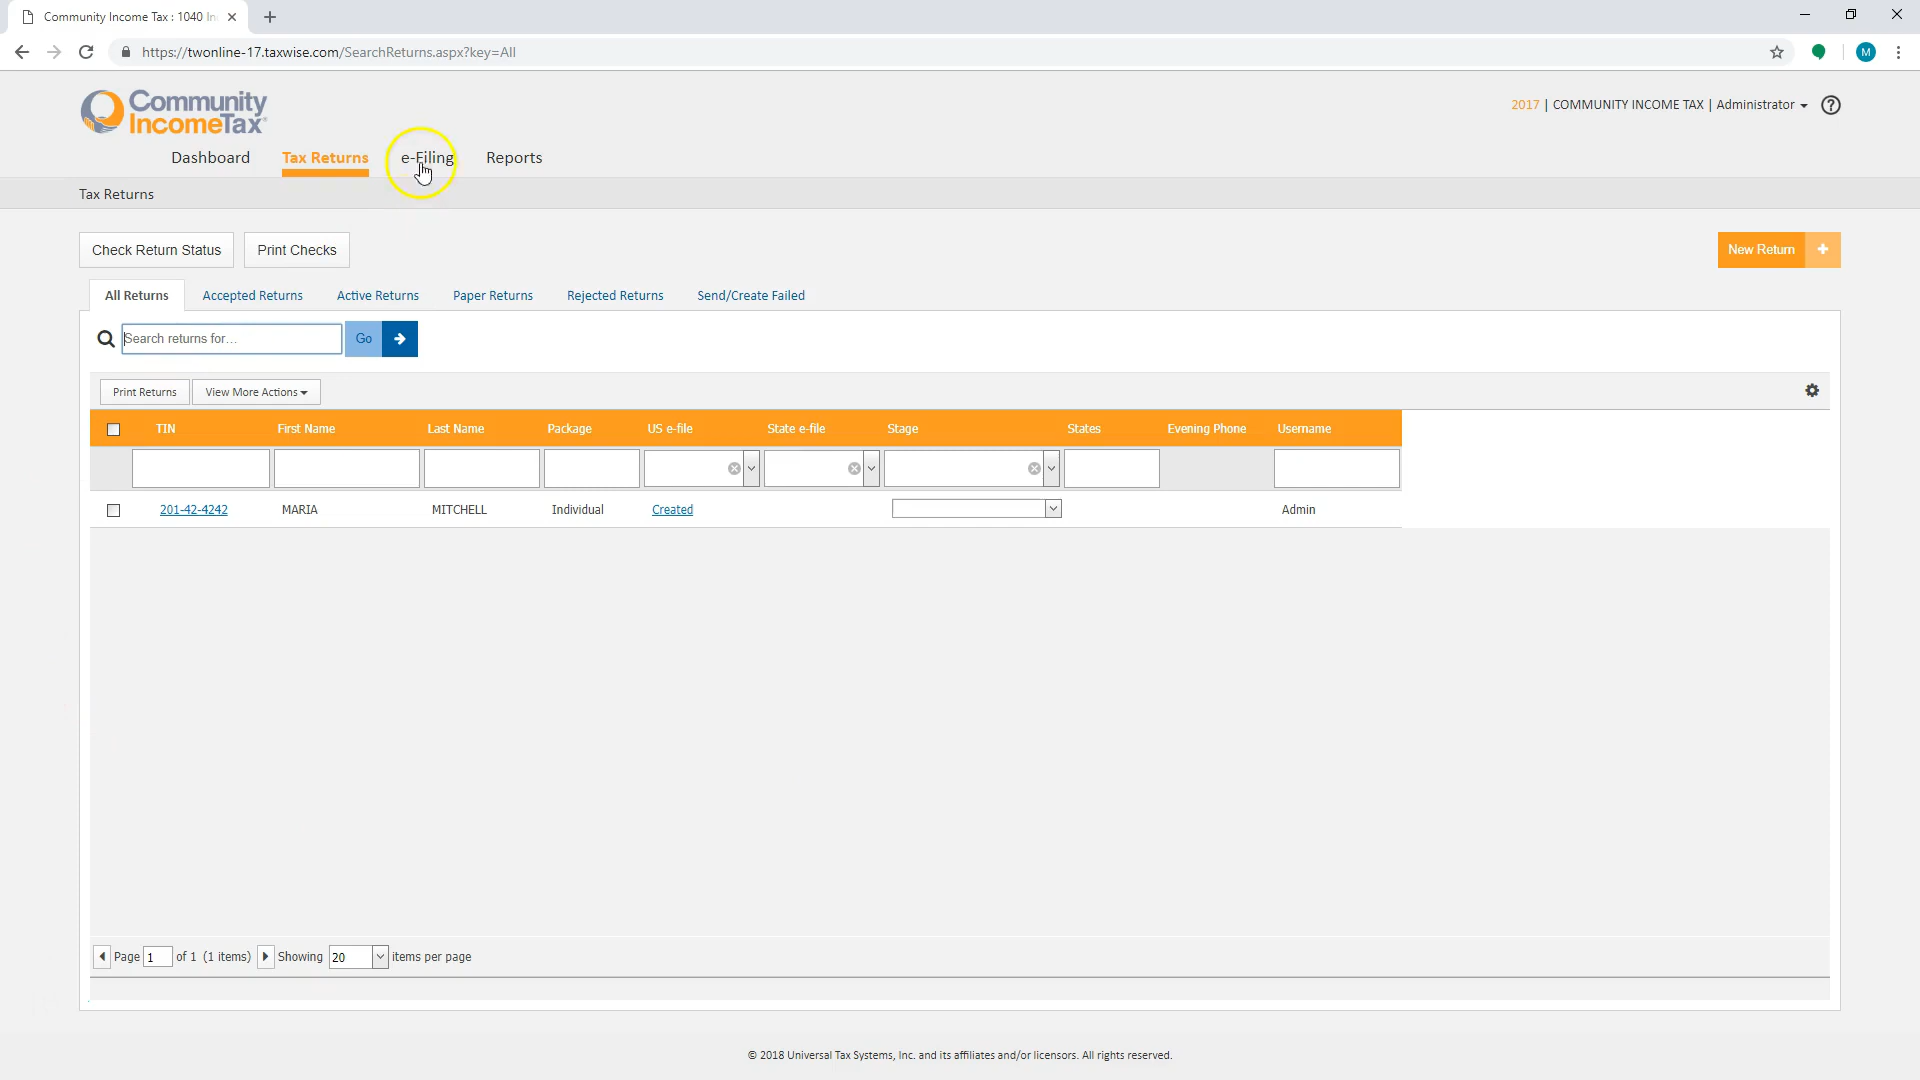 Community Income Tax : 1040 In
https://twonline-17.taxwise.com/SearchReturns.aspx?key=All
M
Community
IncomeTax
2017 | COMMUNITY INCOME TAX | Administrator
Dashboard Tax Returns e-Filing Reports
Tax Returns
Check Return Status Print Checks New Return +
All Returns Accepted Returns Active Returns Paper Returns Rejected Returns Send/Create Failed
Search returns for... Go
Print Returns View More Actions
TIN First Name Last Name Package US e-file State e-file Stage States Evening Phone Username
201-42-4242 MARIA MITCHELL Individual Created Admin
Page 1 of 1 (1 items) Showing 20 items per page
© 2018 Universal Tax Systems, Inc. and its affiliates and/or licensors. All rights reserved.